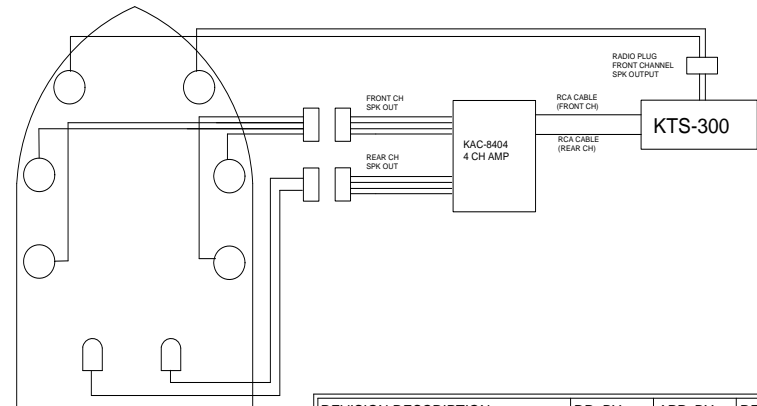 RADIO PLUG
FRONT CHANNEL
SPK OUTPUT
FRONT CH
SPK OUT
RCA CABLE
(FRONT CH)
KTS-300
KAC-8404
4 CH AMP
RCA CABLE
(REAR CH)
REAR CH
SPK OUT